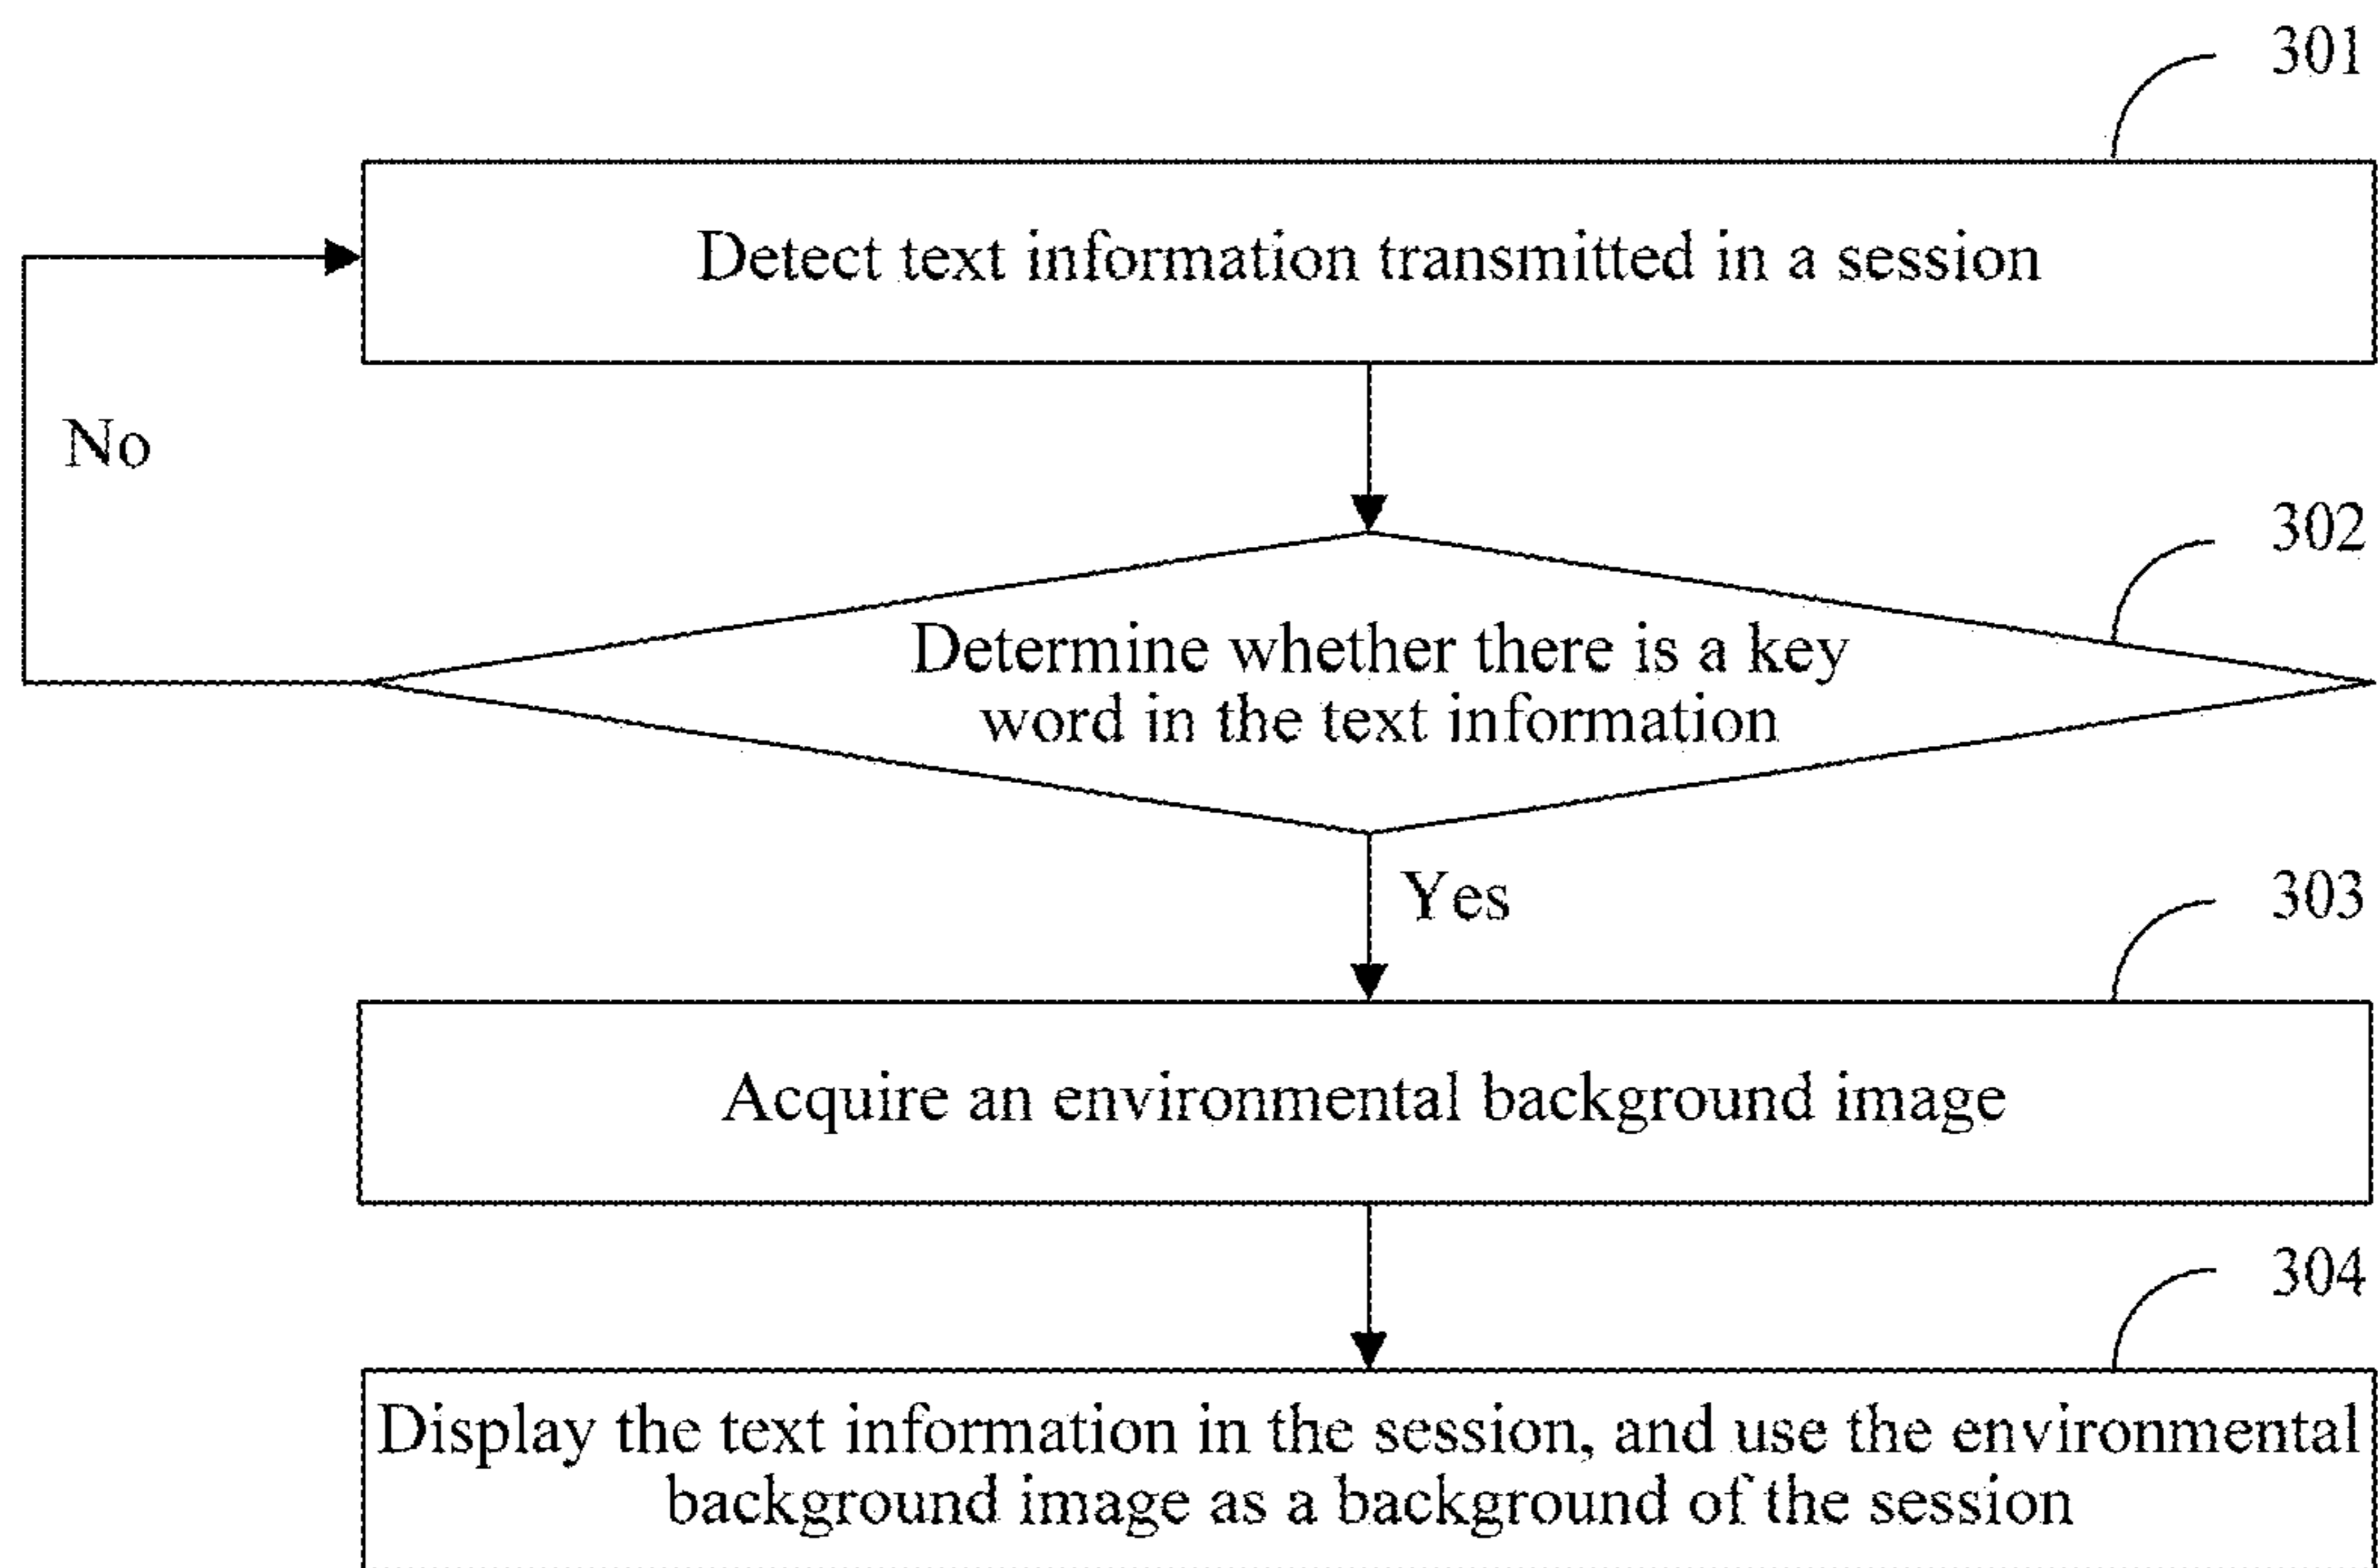 301
Detect text information transmitted in a session
No
302
Determine whether there is a key
word in the text information
Yes
303
Acquire an environmental background image
304
Display the text information in the session, and use the environmental
background image as a background of the session